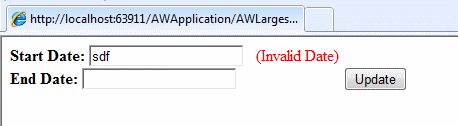 http://localhost:63911/AWApplication/AWLarges...
Start Date: sdf (Invalid Date)
End Date: Update